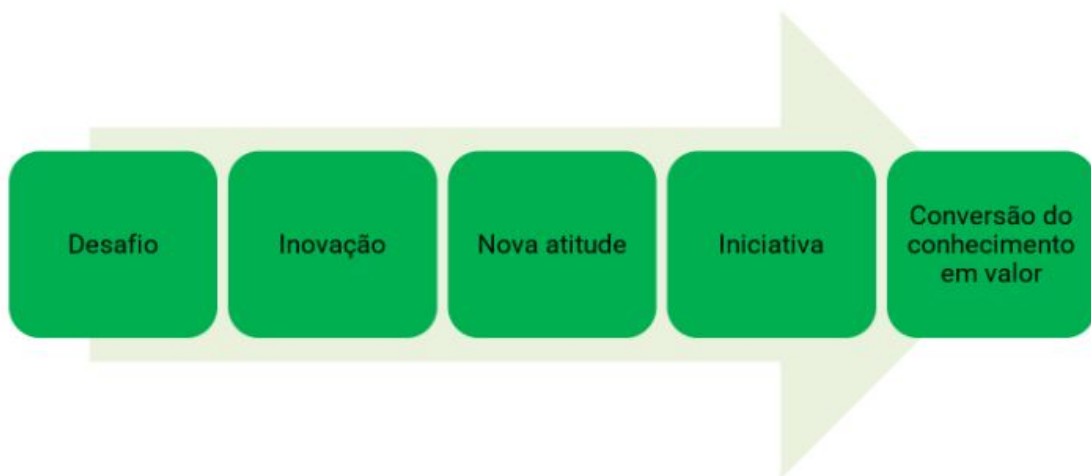 Desafio
Inovação
Nova atitude
Iniciativa
Conversão do
conhecimento
em valor